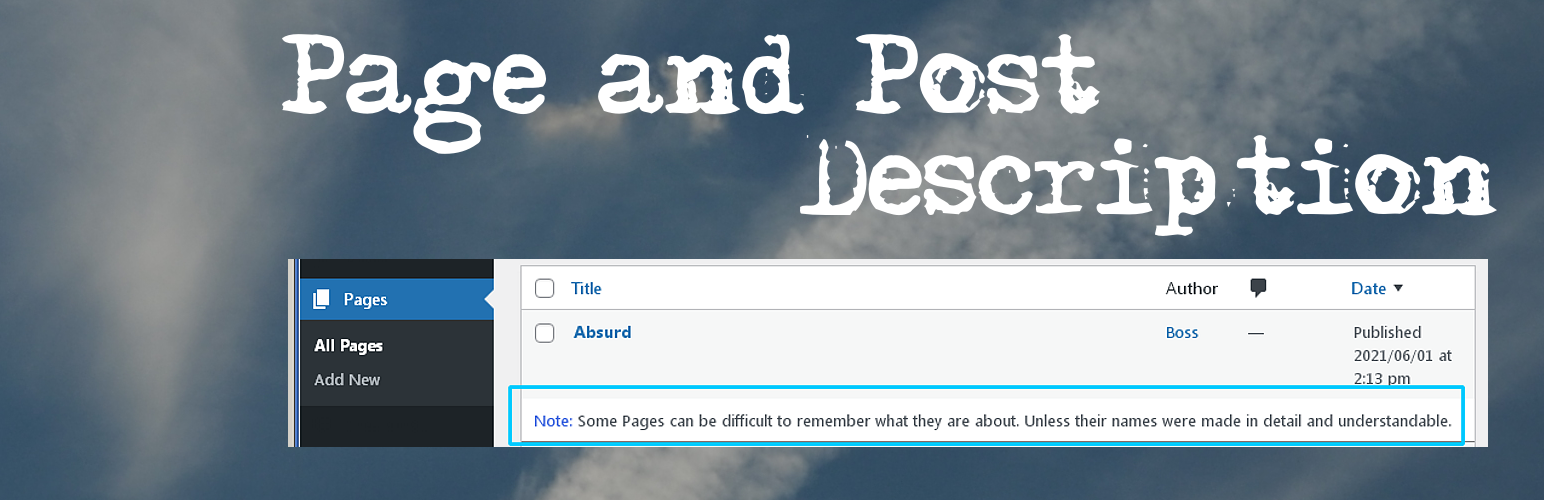 Page and Post
Description
Pages
All Pages
Add New
Title Author Date
Absurd Boss — Published
2021/06/01 at
2:13 pm
Note: Some Pages can be difficult to remember what they are about. Unless their names were made in detail and understandable.